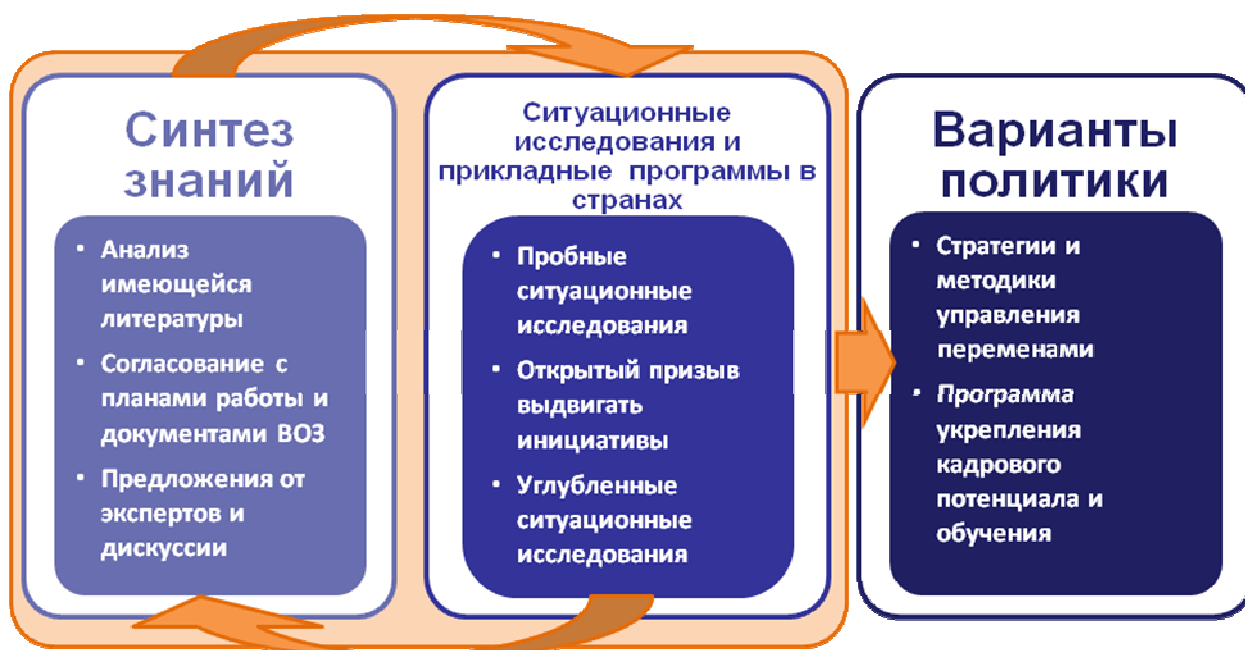 Синтез
знаний
• Анализ
имеющейся
литературы
• Согласование с
планами работы и
документами ВОЗ
• Предложения от
экспертов и
дискуссии
Ситуационные
исследования и
прикладные программы в
странах
• Пробные
ситуационные
исследования
• Открытый призыв
выдвигать
инициативы
• Углубленные
ситуационные
исследования
Варианты
политики
• Стратегии и
методики
управления
переменами
• Программа
укрепления
кадрового
потенциала и
обучения